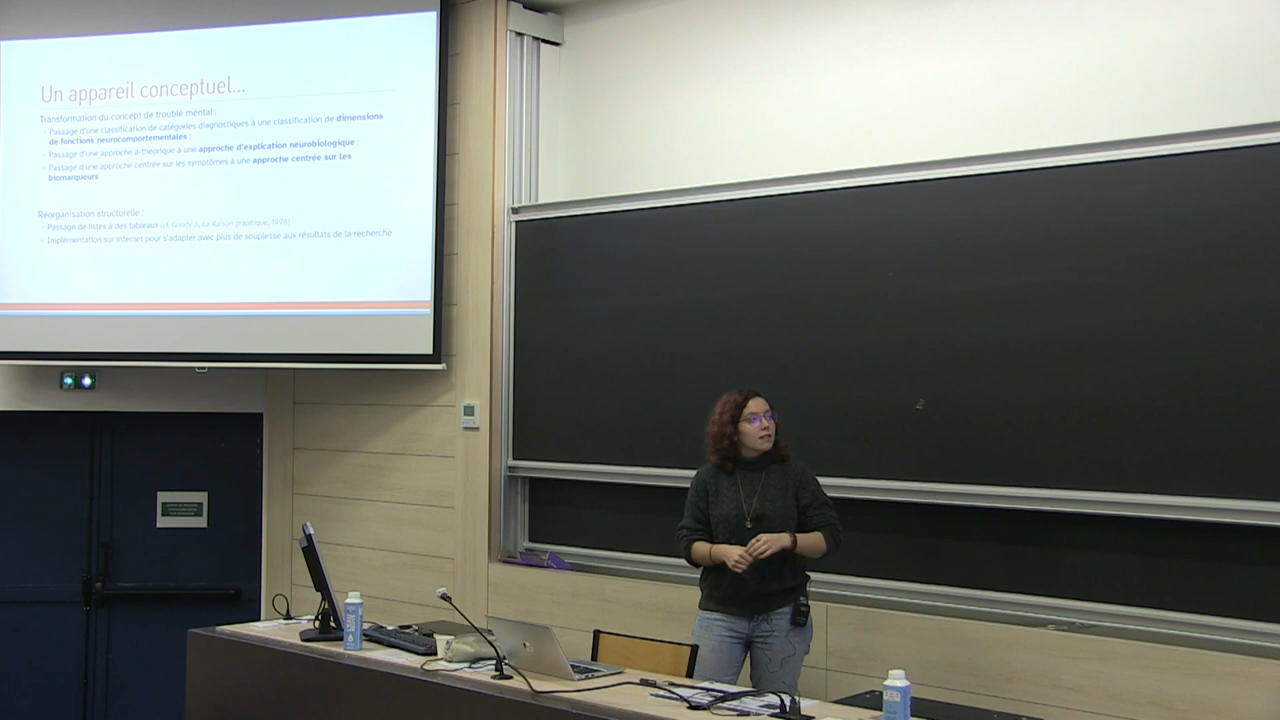 Un appareil conceptuel...
Transformation du concept de trouble mental :
Passage d'une classification de catégories diagnostiques à une classification de dimensions
de fonctions neurocomportementales ;
Passage d'une approche a-théorique à une approche d'explication neurobiologique ;
Passage d'une approche centrée sur les symptômes à une approche centrée sur les
biomarqueurs
Réorganisation structurelle :
Passage de listes à des tableaux (cf. Goody J., La Raison graphique,
Implémentation sur internet pour s'adapter avec plus de souplesse aux résultats de la recherche